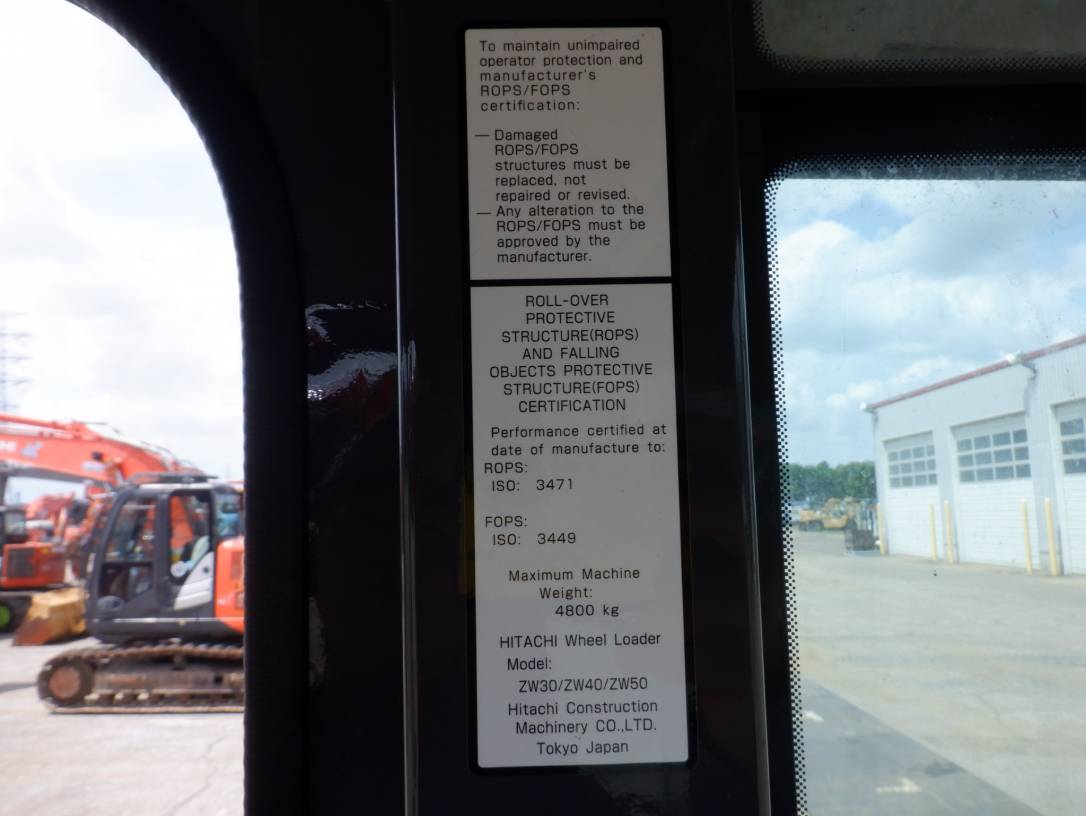 To maintain unimpaired
operator protection and
manufacturer's
ROPS/FOPS
certification:
— Damaged
ROPS/FOPS
structures must be
replaced, not
repaired or revised.
— Any alteration to the
ROPS/FOPS must be
approved by the
manufacturer.
ROLL-OVER
PROTECTIVE
STRUCTURE(ROPS)
AND FALLING
OBJECTS PROTECTIVE
STRUCTURE(FOPS)
CERTIFICATION
Performance certified at
date of manufacture to:
ROPS:
ISO: 3471
FOPS:
ISO: 3449
Maximum Machine
Weight:
4800 kg
HITACHI Wheel Loader
Model:
ZW30/ZW40/ZW50
Hitachi Construction
Machinery CO.,LTD.
Tokyo Japan